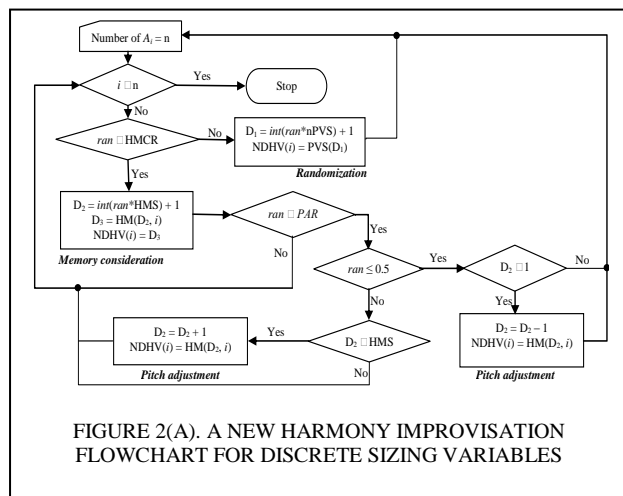 Number of Aᵢ = n
i □ n
Yes
Stop
No
ran □ HMCR
No
D₁ = int(ran*nPVS) + 1
NDHV(i) = PVS(D₁)
Randomization
Yes
D₂ = int(ran*HMS) + 1
D₃ = HM(D₂, i)
NDHV(i) = D₃
Memory consideration
ran □ PAR
Yes
No
ran ≤ 0.5
Yes
D₂ □ 1
No
No
Yes
D₂ = D₂ + 1
NDHV(i) = HM(D₂, i)
Pitch adjustment
Yes
D₂ □ HMS
No
D₂ = D₂ – 1
NDHV(i) = HM(D₂, i)
Pitch adjustment
FIGURE 2(A). A NEW HARMONY IMPROVISATION
FLOWCHART FOR DISCRETE SIZING VARIABLES